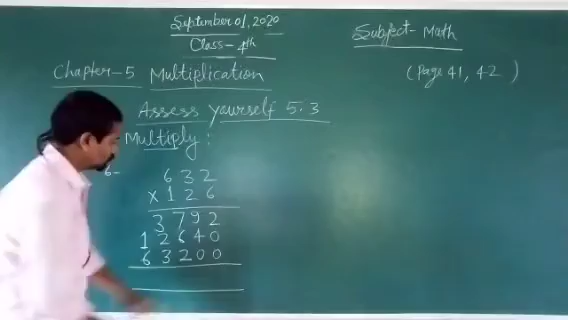 September 01, 2020
Subject- Math
Class- 4th
Chapter-5 Multiplication
(Page 41, 42)
Assess yourself 5.3
Multiply :
6-
632
×126
3792
12640
63200